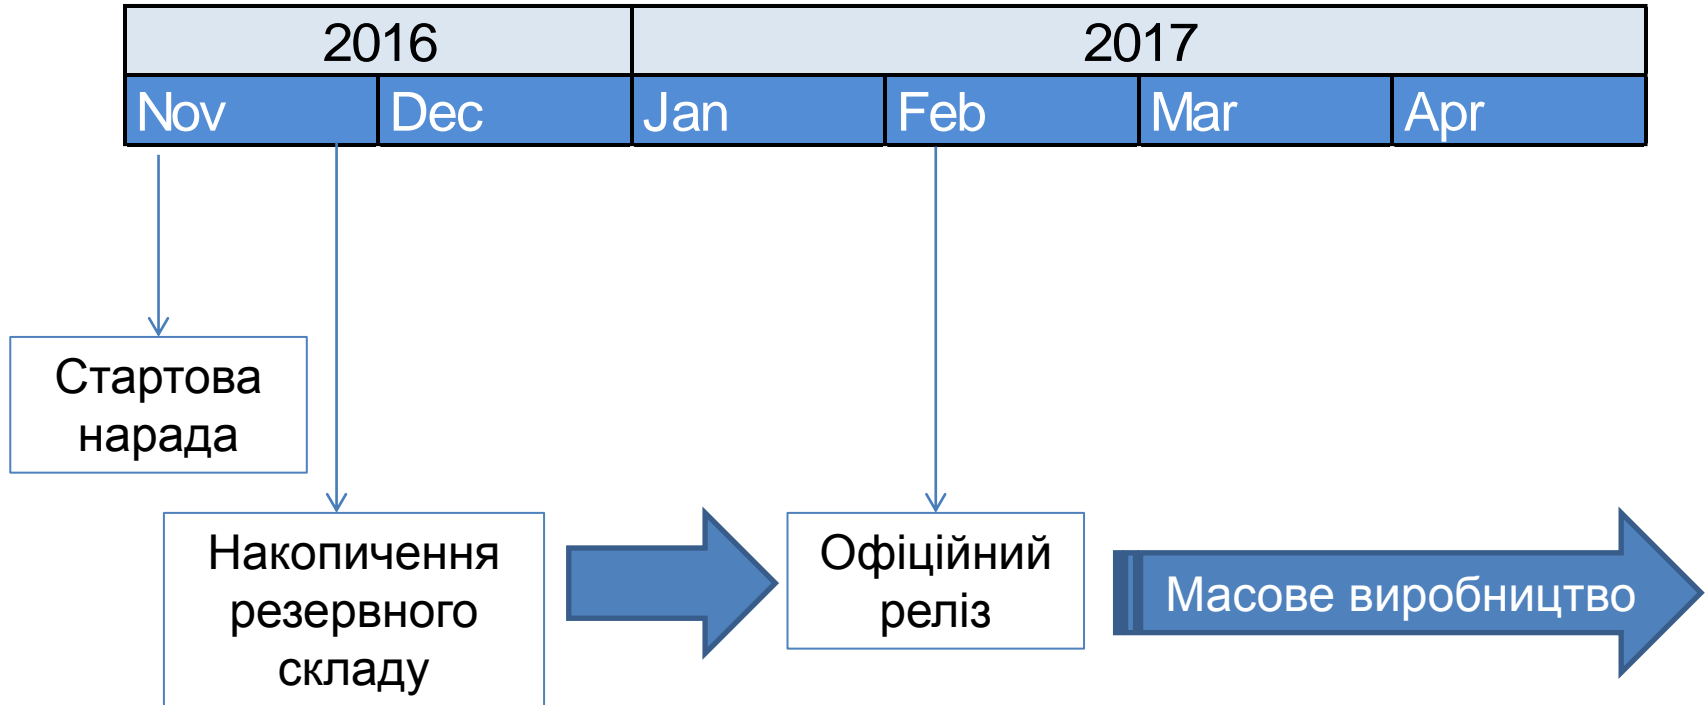 2016 2017
Nov Dec Jan Feb Mar Apr
Стартова
нарада
Накопичення
резервного
складу
Офіційний
реліз
Масове виробництво